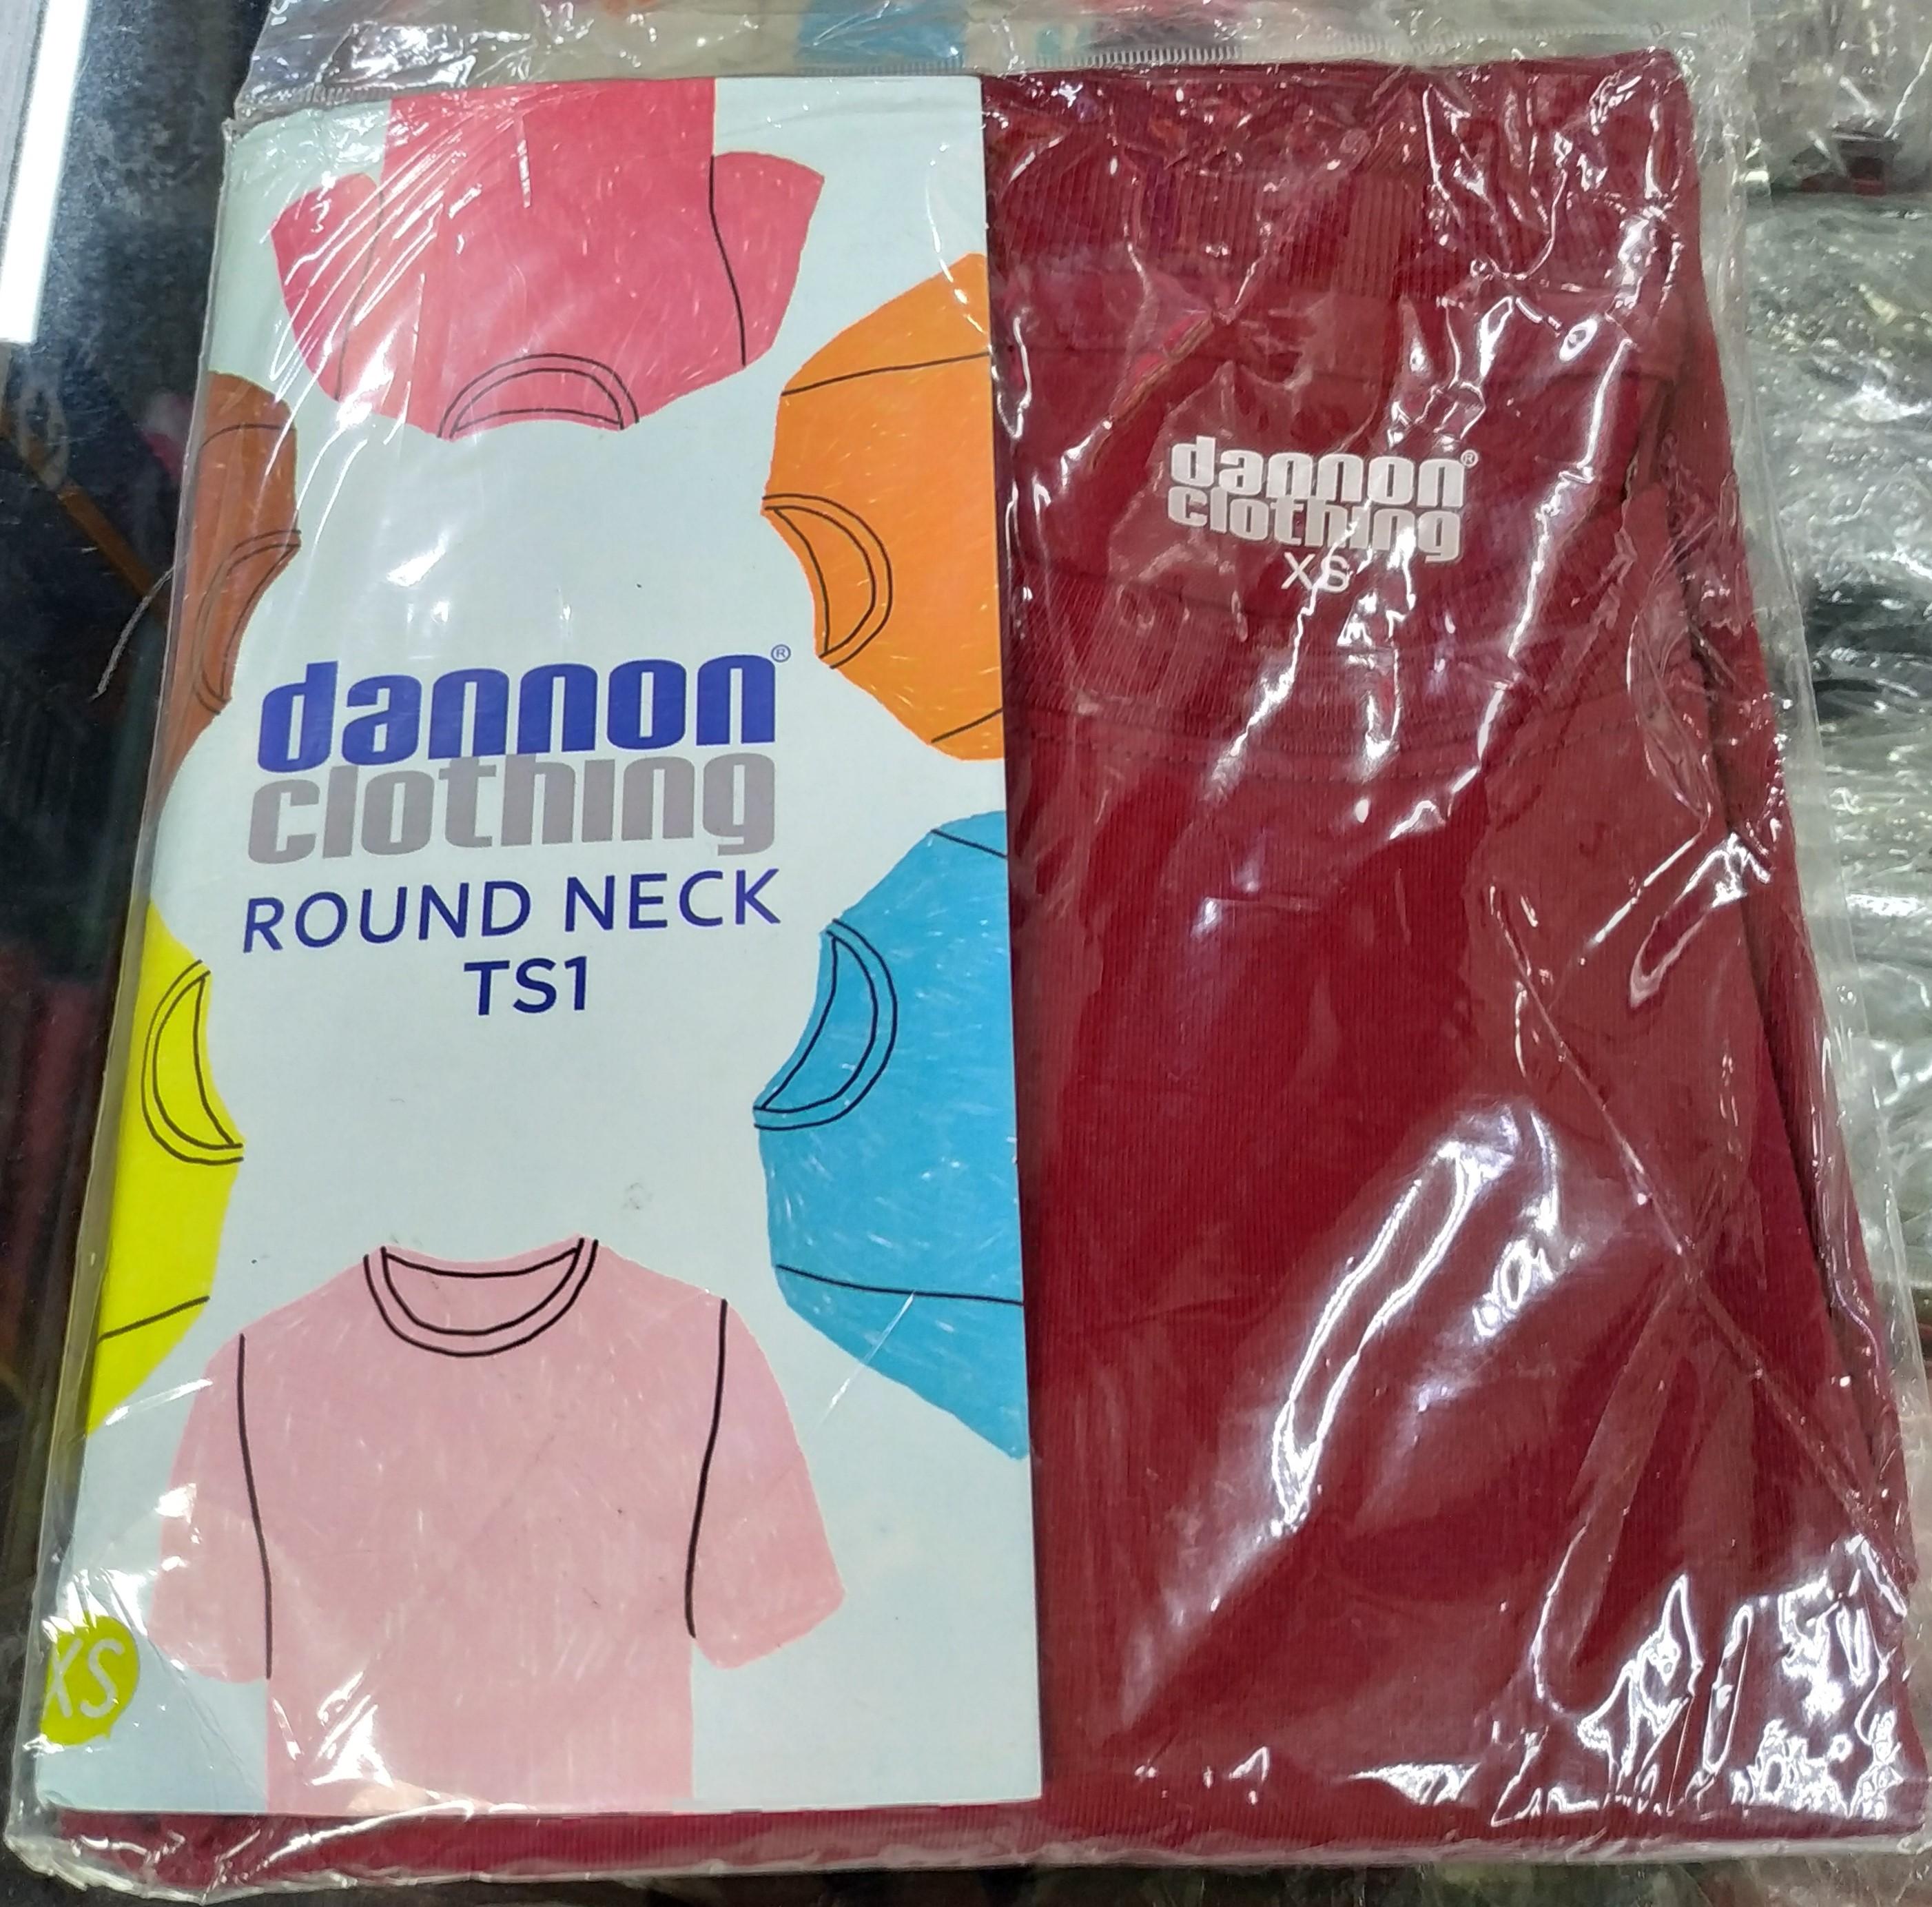 dannon®
clothing
ROUND NECK
TS1
XS
dannon®
clothing
XS